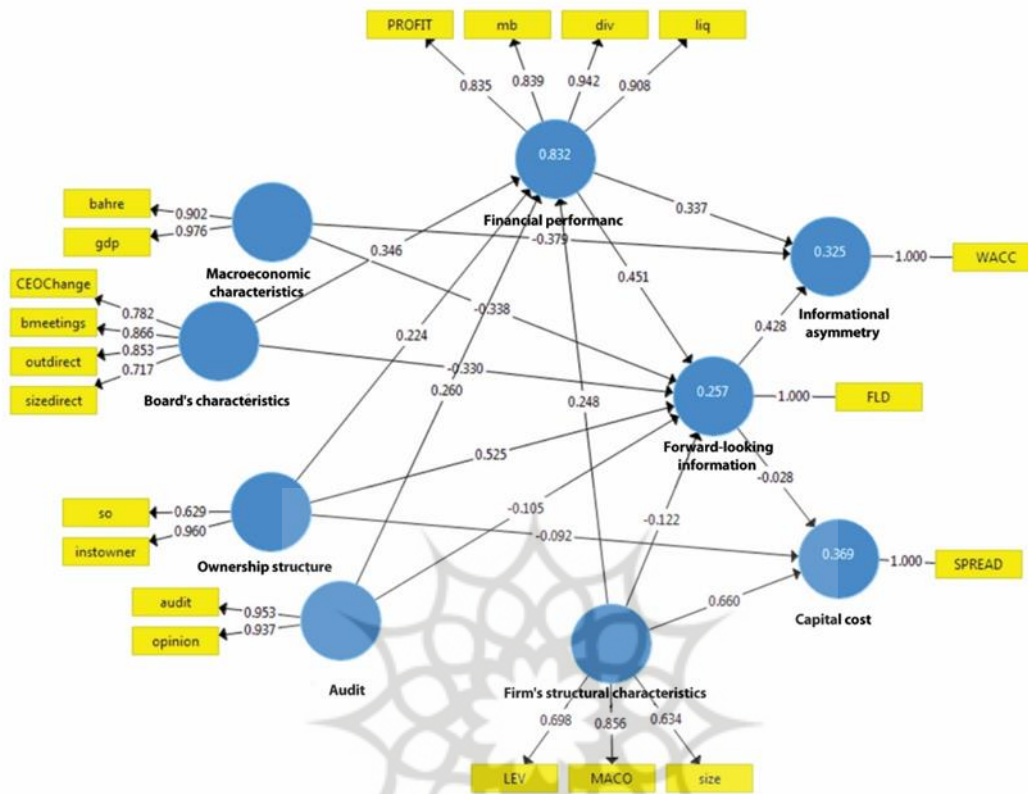 PROFIT mb div liq
0.835 0.839 0.942 0.908
0.832
Financial performanc
bahre
gdp
0.902
0.976
Macroeconomic
characteristics
-0.379
0.337
0.325
1.000
WACC
Informational
asymmetry
CEOChange
bmeetings
outdirect
sizedirect
0.782
0.866
0.853
0.717
Board's characteristics
0.346
0.451
-0.338
0.224
-0.330
0.260
0.248
0.428
0.257
1.000
FLD
Forward-looking
information
so
instowner
0.629
0.960
Ownership structure
0.525
-0.105
-0.092
-0.122
-0.028
0.369
1.000
SPREAD
Capital cost
audit
opinion
0.953
0.937
Audit
0.660
Firm's structural characteristics
0.698 0.856 0.634
LEV MACO size